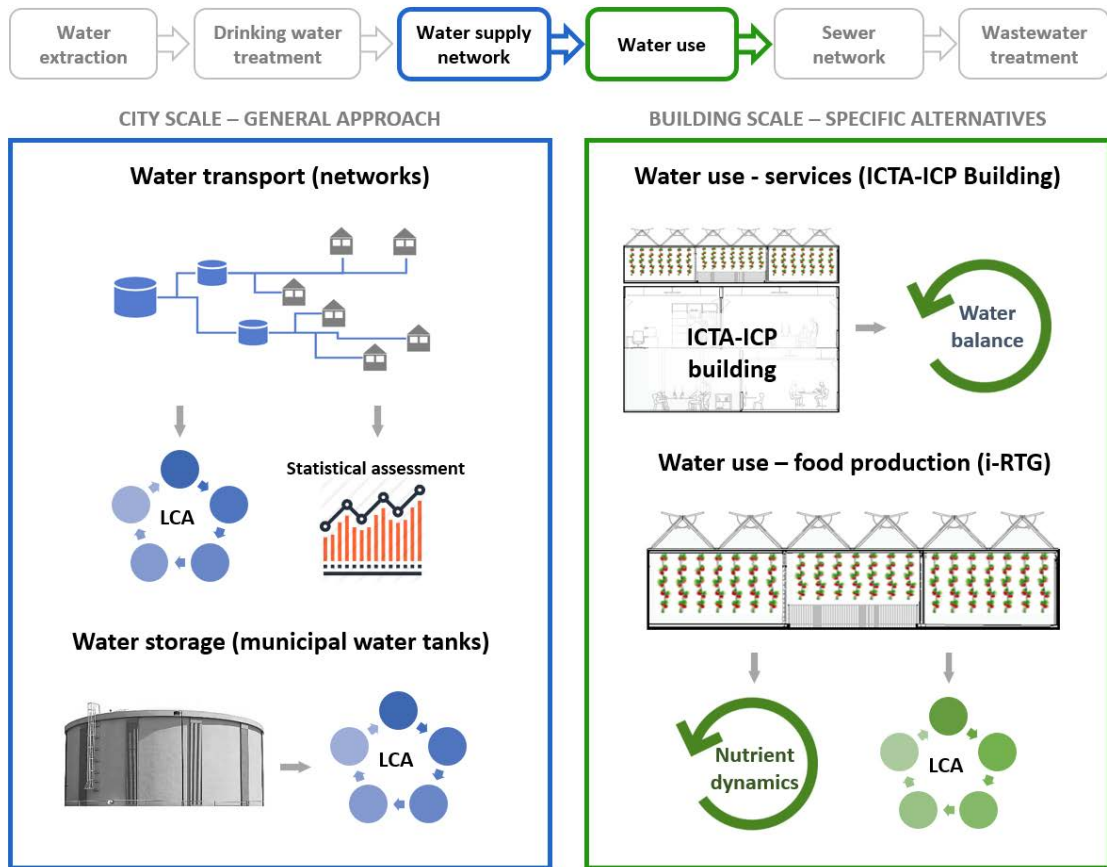 Water
extraction
Drinking water
treatment
Water supply
network
Water use
Sewer
network
Wastewater
treatment
CITY SCALE – GENERAL APPROACH
Water transport (networks)
LCA
Statistical assessment
Water storage (municipal water tanks)
LCA
BUILDING SCALE – SPECIFIC ALTERNATIVES
Water use - services (ICTA-ICP Building)
ICTA-ICP
building
Water
balance
Water use – food production (i-RTG)
Nutrient
dynamics
LCA